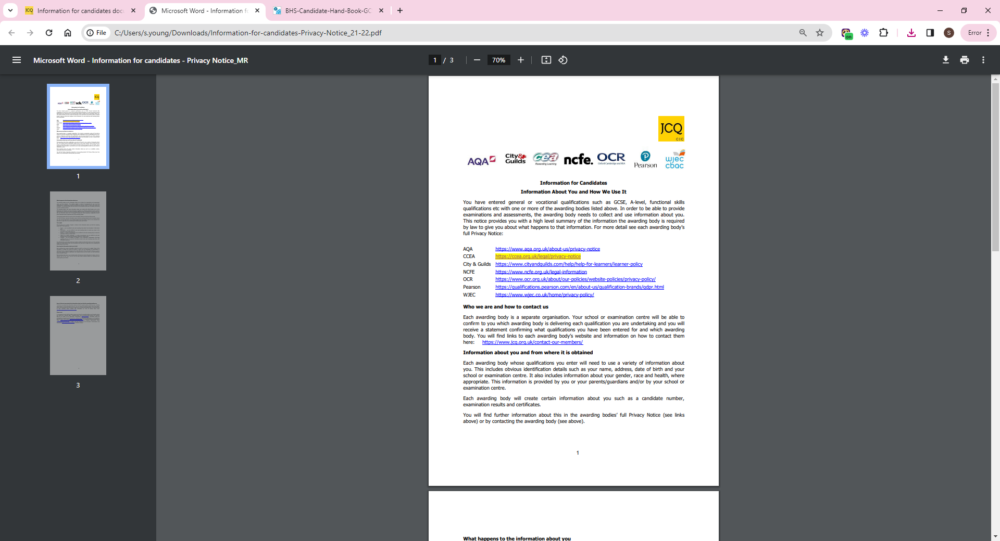 Information for candidates docu
Microsoft Word - Information fo
BHS-Candidate-Hand-Book-GC
File
C:/Users/s.young/Downloads/Information-for-candidates-Privacy-Notice_21-22.pdf
on
S
Error
Microsoft Word - Information for candidates - Privacy Notice_MR
1 / 3
70%
1
2
3
JCQ
CIC
AQA
City& Guilds
cea
Rewarding Learning
ncfe.
OCR
Oxford Cambridge and RSA
Pearson
wjec
cbac
Information for Candidates
Information About You and How We Use It
You have entered general or vocational qualifications such as GCSE, A-level, functional skills
qualifications etc with one or more of the awarding bodies listed above. In order to be able to provide
examinations and assessments, the awarding body needs to collect and use information about you.
This notice provides you with a high level summary of the information the awarding body is required
by law to give you about what happens to that information. For more detail see each awarding body's
full Privacy Notice:
AQA https://www.aqa.org.uk/about-us/privacy-notice
CCEA https://ccea.org.uk/legal/privacy-notice
City & Guilds https://www.cityandguilds.com/help/help-for-learners/learner-policy
NCFE https://www.ncfe.org.uk/legal-information
OCR https://www.ocr.org.uk/about/our-policies/website-policies/privacy-policy/
Pearson https://qualifications.pearson.com/en/about-us/qualification-brands/gdpr.html
WJEC https://www.wjec.co.uk/home/privacy-policy/
Who we are and how to contact us
Each awarding body is a separate organisation. Your school or examination centre will be able to
confirm to you which awarding body is delivering each qualification you are undertaking and you will
receive a statement confirming what qualifications you have been entered for and which awarding
body. You will find links to each awarding body's website and information on how to contact them
here: https://www.jcq.org.uk/contact-our-members/
Information about you and from where it is obtained
Each awarding body whose qualifications you enter will need to use a variety of information about
you. This includes obvious identification details such as your name, address, date of birth and your
school or examination centre. It also includes information about your gender, race and health, where
appropriate. This information is provided by you or your parents/guardians and/or by your school or
examination centre.
Each awarding body will create certain information about you such as a candidate number,
examination results and certificates.
You will find further information about this in the awarding bodies' full Privacy Notice (see links
above) or by contacting the awarding body (see above).
1
What happens to the information about you